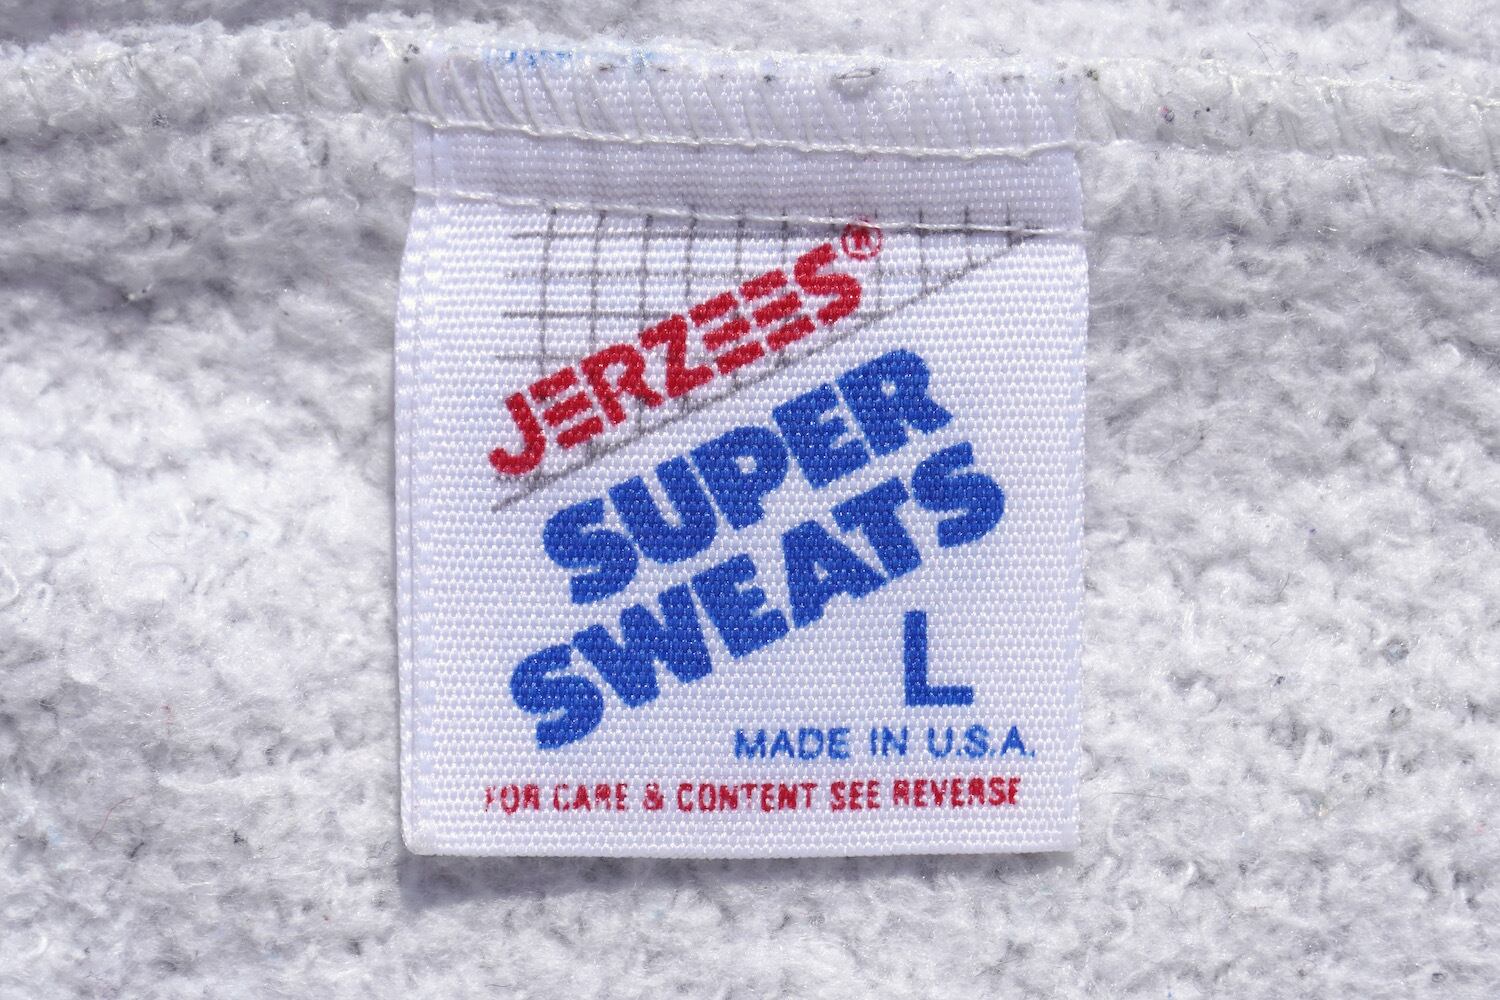 JERZEES®
SUPER
SWEATS
L
MADE IN U.S.A.
FOR CARE & CONTENT SEE REVERSE